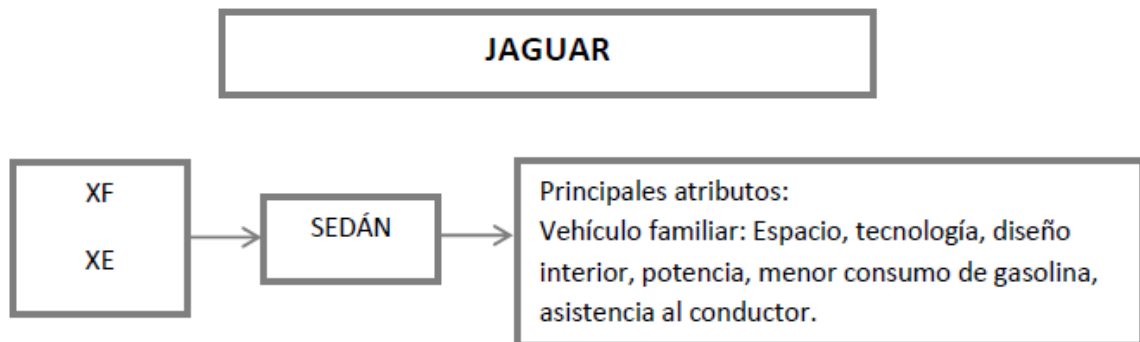 JAGUAR
XF
XE
SEDÁN
Principales atributos:
Vehículo familiar: Espacio, tecnología, diseño
interior, potencia, menor consumo de gasolina,
asistencia al conductor.